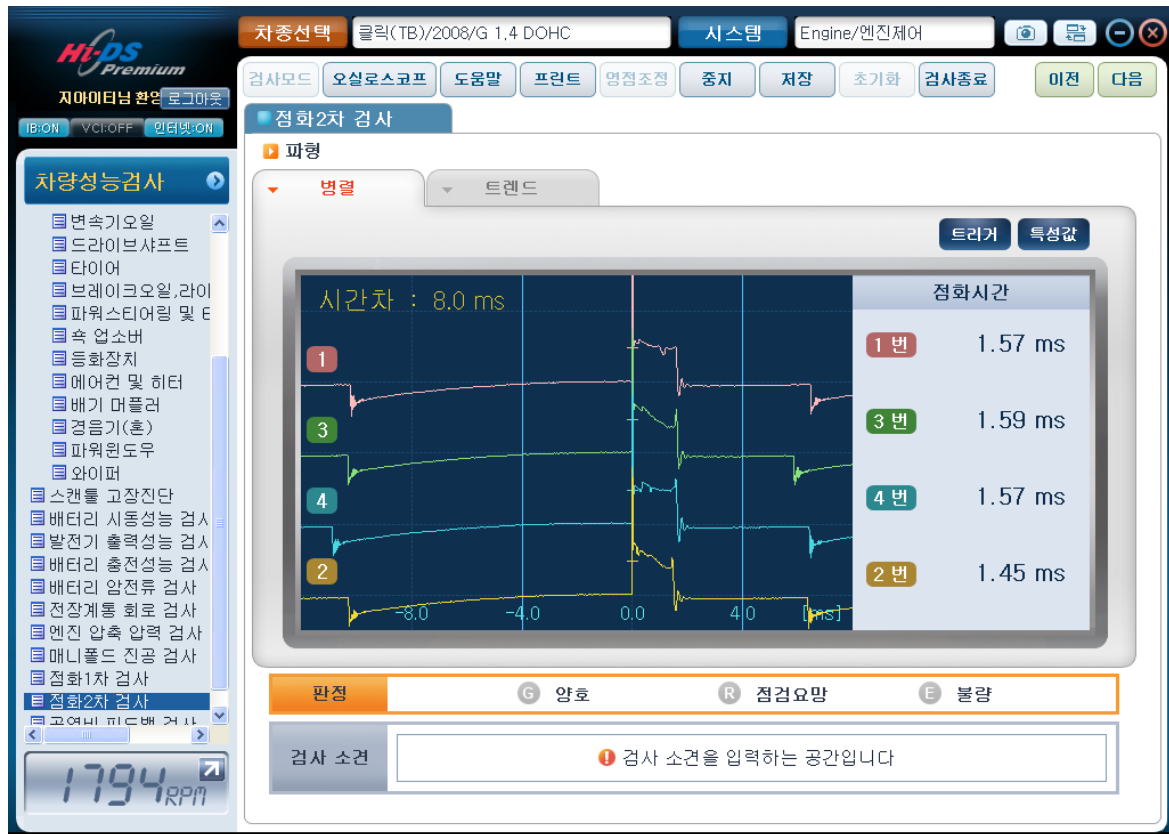 Hi-DS
Premium
지아이티님 환영 로그아웃
IB:ON VCI:OFF 인터넷:ON
차종선택 클릭(TB)/2008/G 1,4 DOHC 시스템 Engine/엔진제어
검사모드 오실로스코프 도움말 프린트 영점조정 중지 저장 초기화 검사종료 이전 다음
차량성능검사
변속기오일
드라이브샤프트
타이어
브레이크오일,라이
파워스티어링 및 E
쇽 업소버
등화장치
에어컨 및 히터
배기 머플러
경음기(혼)
파워윈도우
와이퍼
스캔툴 고장진단
배터리 시동성능 검사
발전기 출력성능 검사
배터리 충전성능 검사
배터리 암전류 검사
전장계통 회로 검사
엔진 압축 압력 검사
매니폴드 진공 검사
점화1차 검사
점화2차 검사
공연비 피드백 검사
1794 RPM
점화2차 검사
파형
병렬 트렌드
트리거 특성값
시간차 : 8.0 ms
1
3
4
2
-8.0 -4.0 0.0 4.0 [ms]
점화시간
1 번 1.57 ms
3 번 1.59 ms
4 번 1.57 ms
2 번 1.45 ms
판정 G 양호 R 점검요망 E 불량
검사 소견 검사 소견을 입력하는 공간입니다